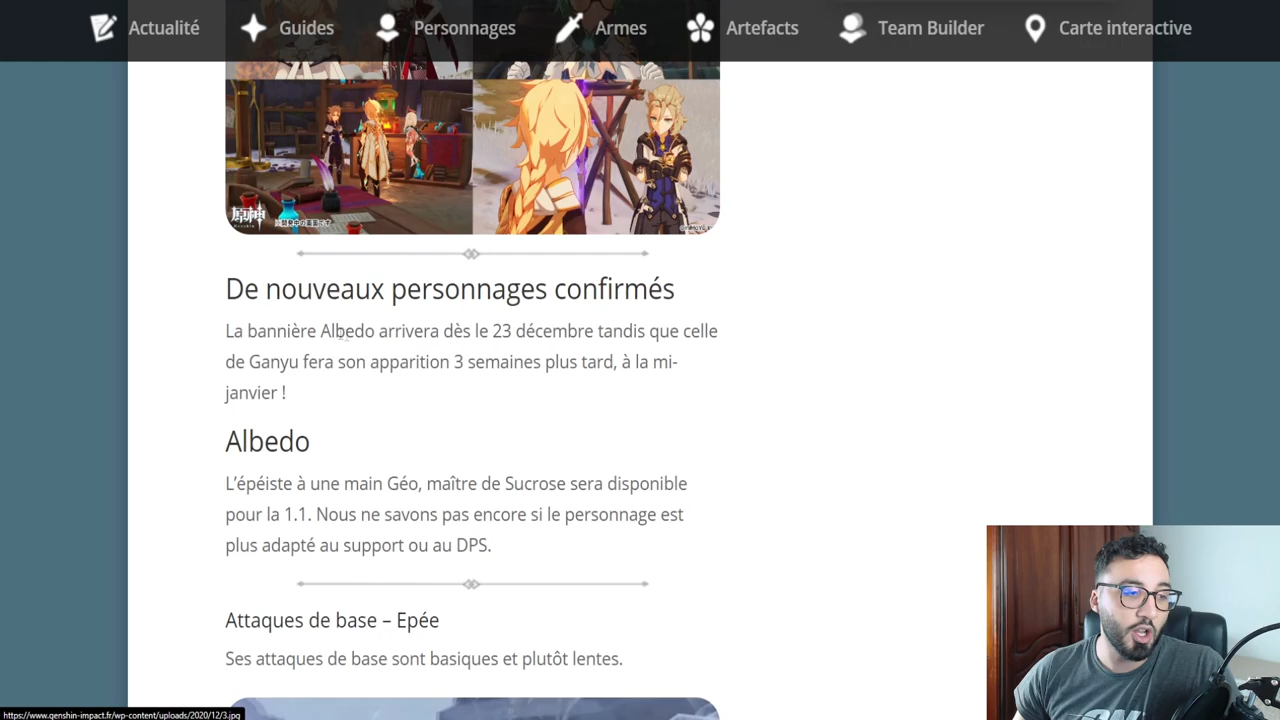 Actualité Guides Personnages Armes Artefacts Team Builder Carte interactive
原神
De nouveaux personnages confirmés
La bannière Albedo arrivera dès le 23 décembre tandis que celle
de Ganyu fera son apparition 3 semaines plus tard, à la mi-
janvier !
Albedo
L’épéiste à une main Géo, maître de Sucrose sera disponible
pour la 1.1. Nous ne savons pas encore si le personnage est
plus adapté au support ou au DPS.
Attaques de base – Epée
Ses attaques de base sont basiques et plutôt lentes.
https://www.genshin-impact.fr/wp-content/uploads/2020/12/3.jpg